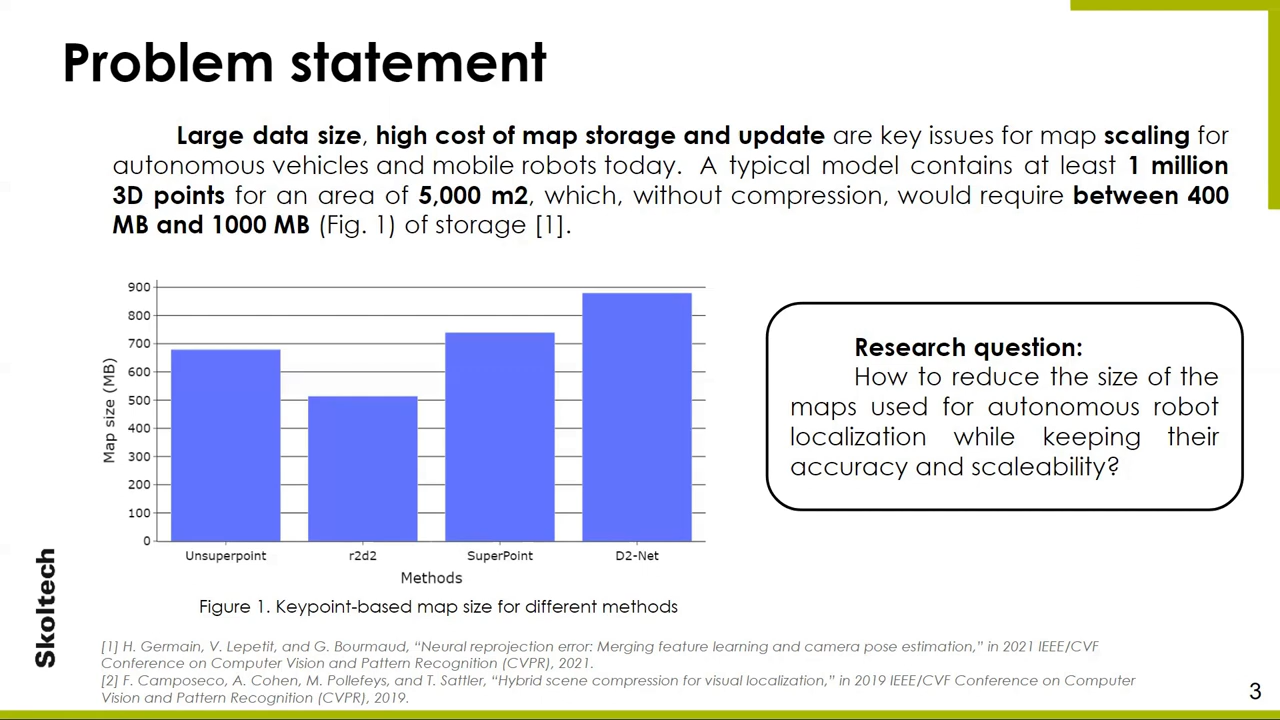 Problem statement
Large data size, high cost of map storage and update are key issues for map scaling for
autonomous vehicles and mobile robots today. A typical model contains at least 1 million
3D points for an area of 5,000 m2, which, without compression, would require between 400
MB and 1000 MB (Fig. 1) of storage [1].
900
800
700
600
500
400
300
200
100
0
Map size (MB)
Unsuperpoint r2d2 SuperPoint D2-Net
Methods
Figure 1. Keypoint-based map size for different methods
Research question:
How to reduce the size of the
maps used for autonomous robot
localization while keeping their
accuracy and scaleability?
Skoltech
[1] H. Germain, V. Lepetit, and G. Bourmaud, “Neural reprojection error: Merging feature learning and camera pose estimation,” in 2021 IEEE/CVF
Conference on Computer Vision and Pattern Recognition (CVPR), 2021.
[2] F. Camposeco, A. Cohen, M. Pollefeys, and T. Sattler, “Hybrid scene compression for visual localization,” in 2019 IEEE/CVF Conference on Computer
Vision and Pattern Recognition (CVPR), 2019.
3